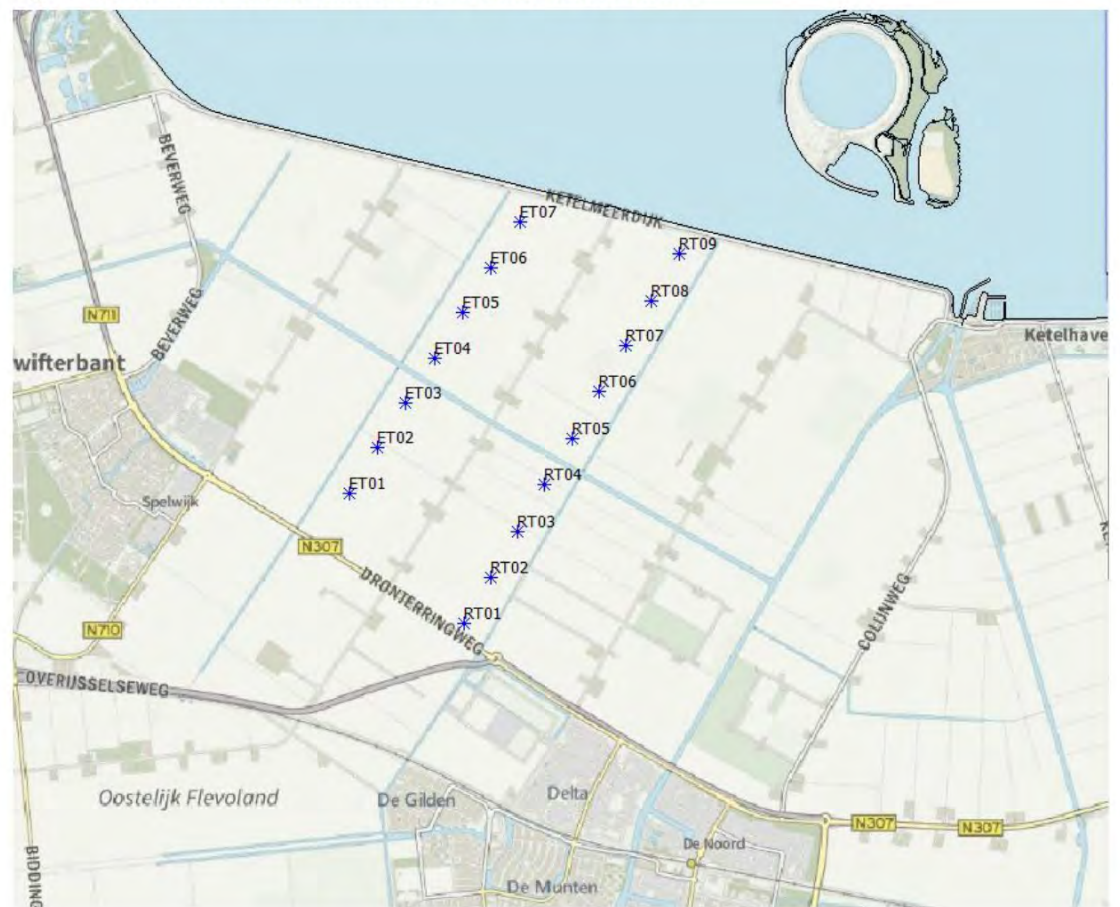 BEVERWEG
KETELMEERDIJK
ET07
RT09
ET06
RT08
ET05
N711
BEVERWEG
Ketelhave
RT07
wifterbant
ET04
RT06
ET03
RT05
ET02
RT04
ET01
Spelwijk
RT03
N307
RT02
DRONTERRINGWEG
COLIJNWEG
RT01
N710
OVERIJSSELSEWEG
Oostelijk Flevoland
De Gilden
Delta
N307
N307
De Noord
BIDDING
De Munten